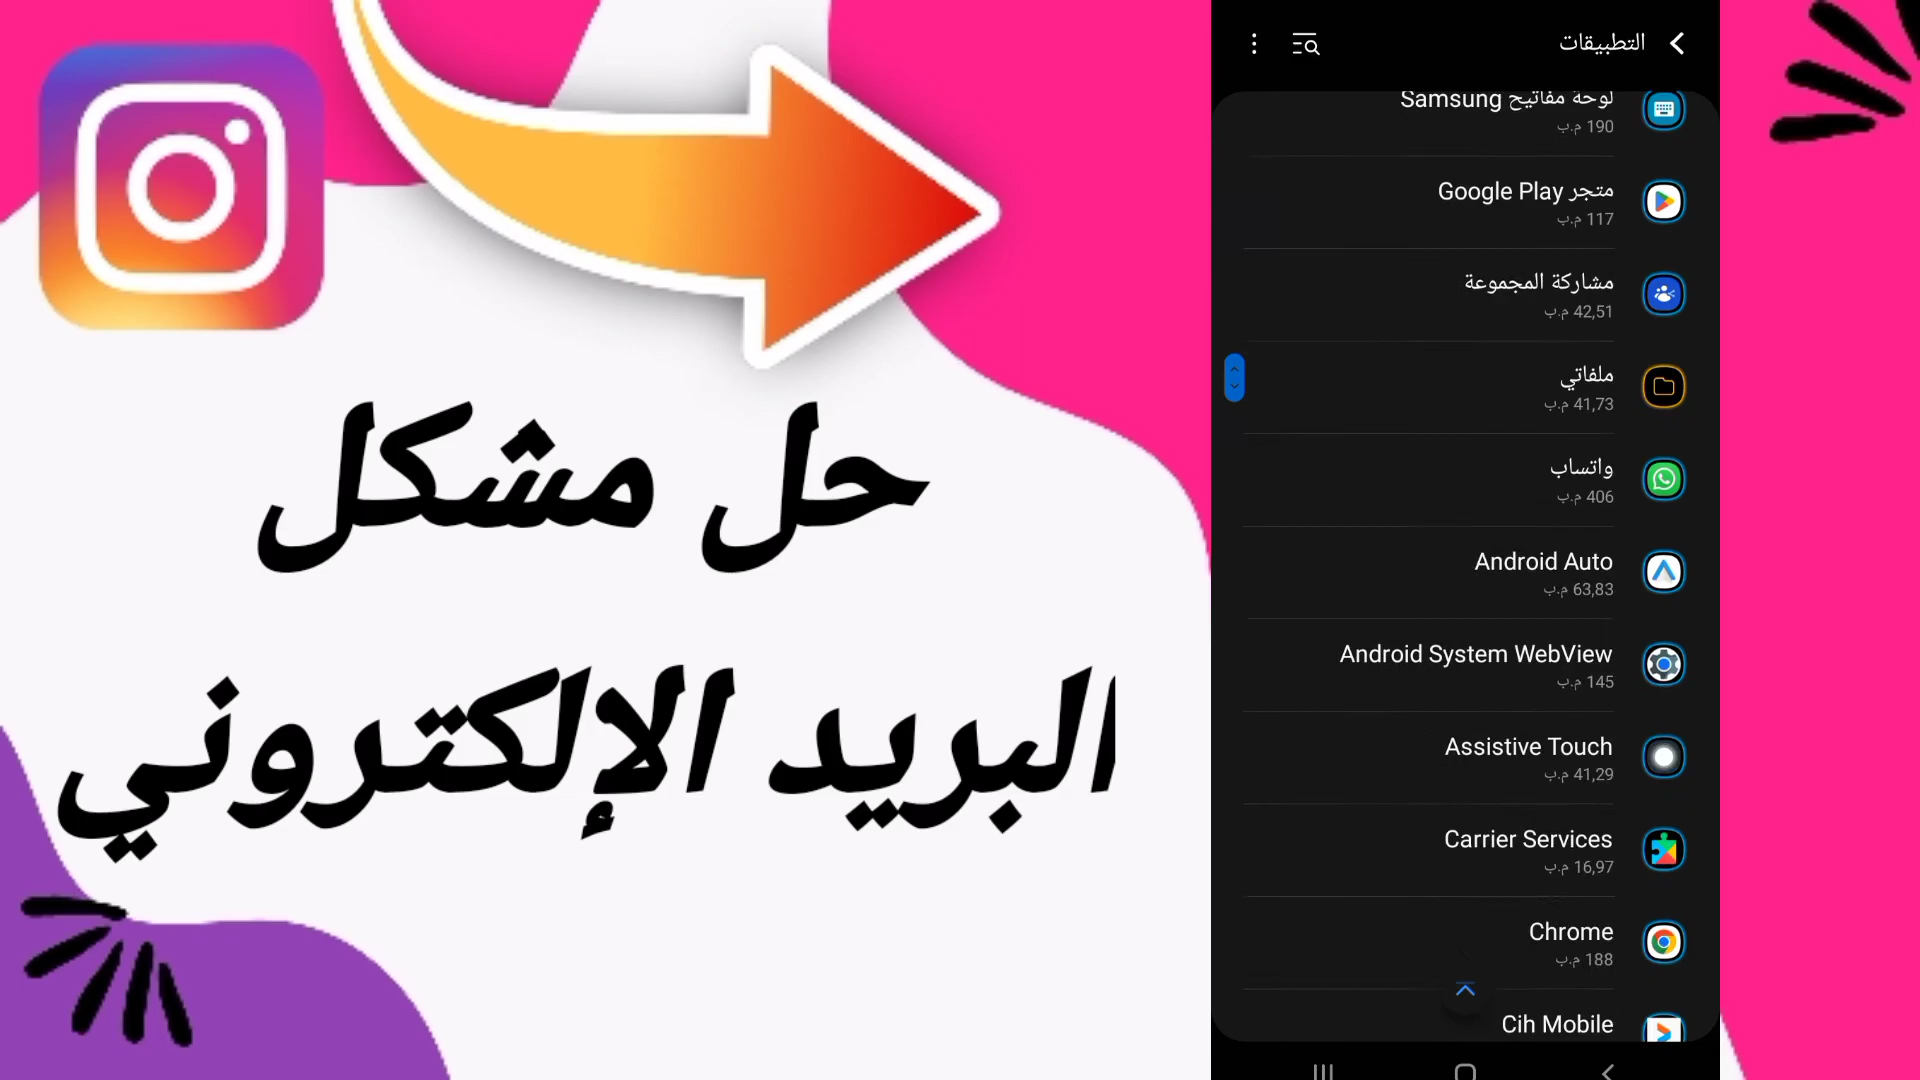 حل مشكل
البريد الإلكتروني
التطبيقات
لوحة مفاتيح Samsung
190 م.ب
متجر Google Play
117 م.ب
مشاركة المجموعة
42,51 م.ب
ملفاتي
41,73 م.ب
واتساب
406 م.ب
Android Auto
63,83 م.ب
Android System WebView
145 م.ب
Assistive Touch
41,29 م.ب
Carrier Services
16,97 م.ب
Chrome
188 م.ب
Cih Mobile